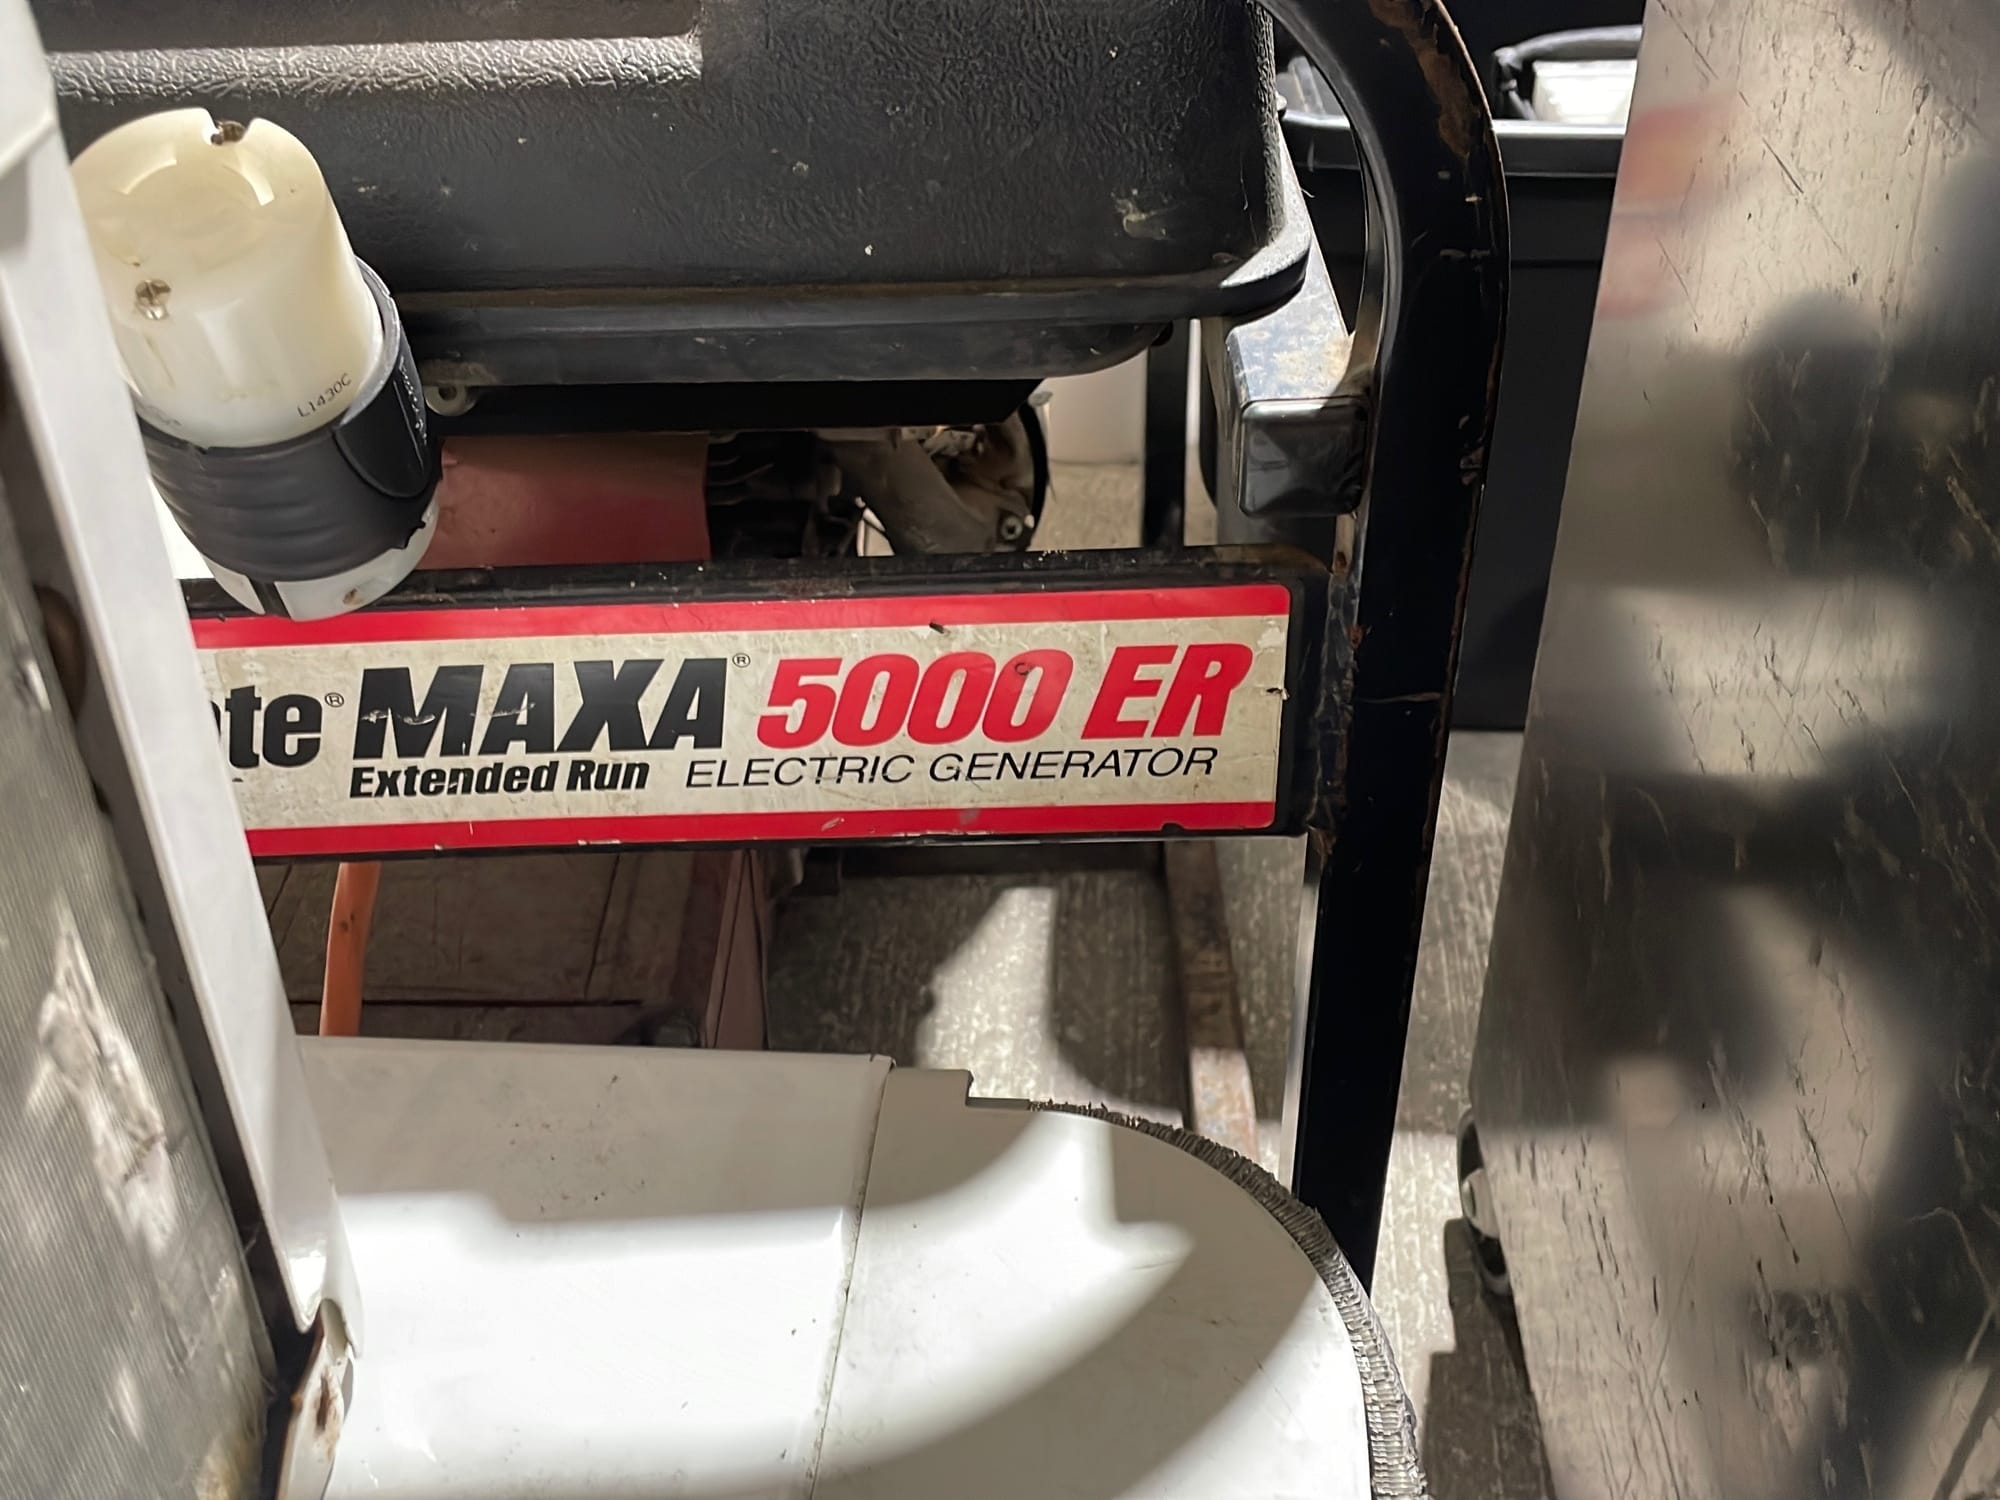 L1430C
te® MAXA® 5000 ER
Extended Run ELECTRIC GENERATOR